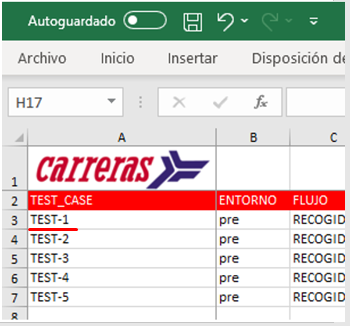 Autoguardado
Archivo Inicio Insertar Disposición de
H17 fx
A B C
carreras
1
2 TEST_CASE ENTORNO FLUJO
3 TEST-1 pre RECOGID
4 TEST-2 pre RECOGID
5 TEST-3 pre RECOGID
6 TEST-4 pre RECOGID
7 TEST-5 pre RECOGID
8